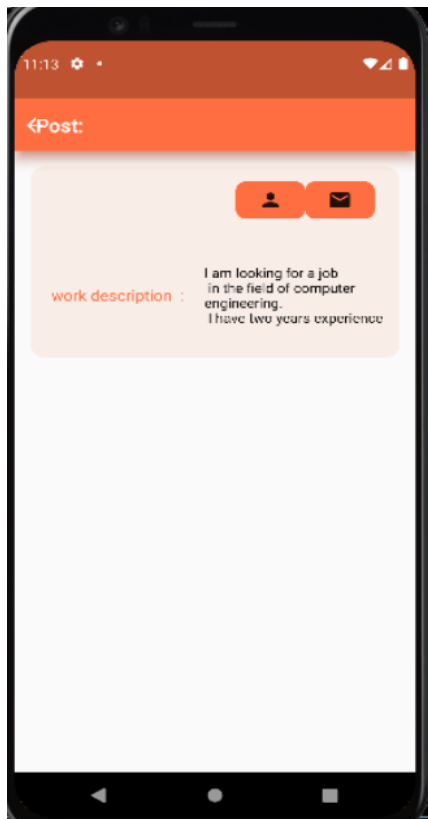 11:13
Post:
I am looking for a job
in the field of computer
work description : engineering.
I have two years experience